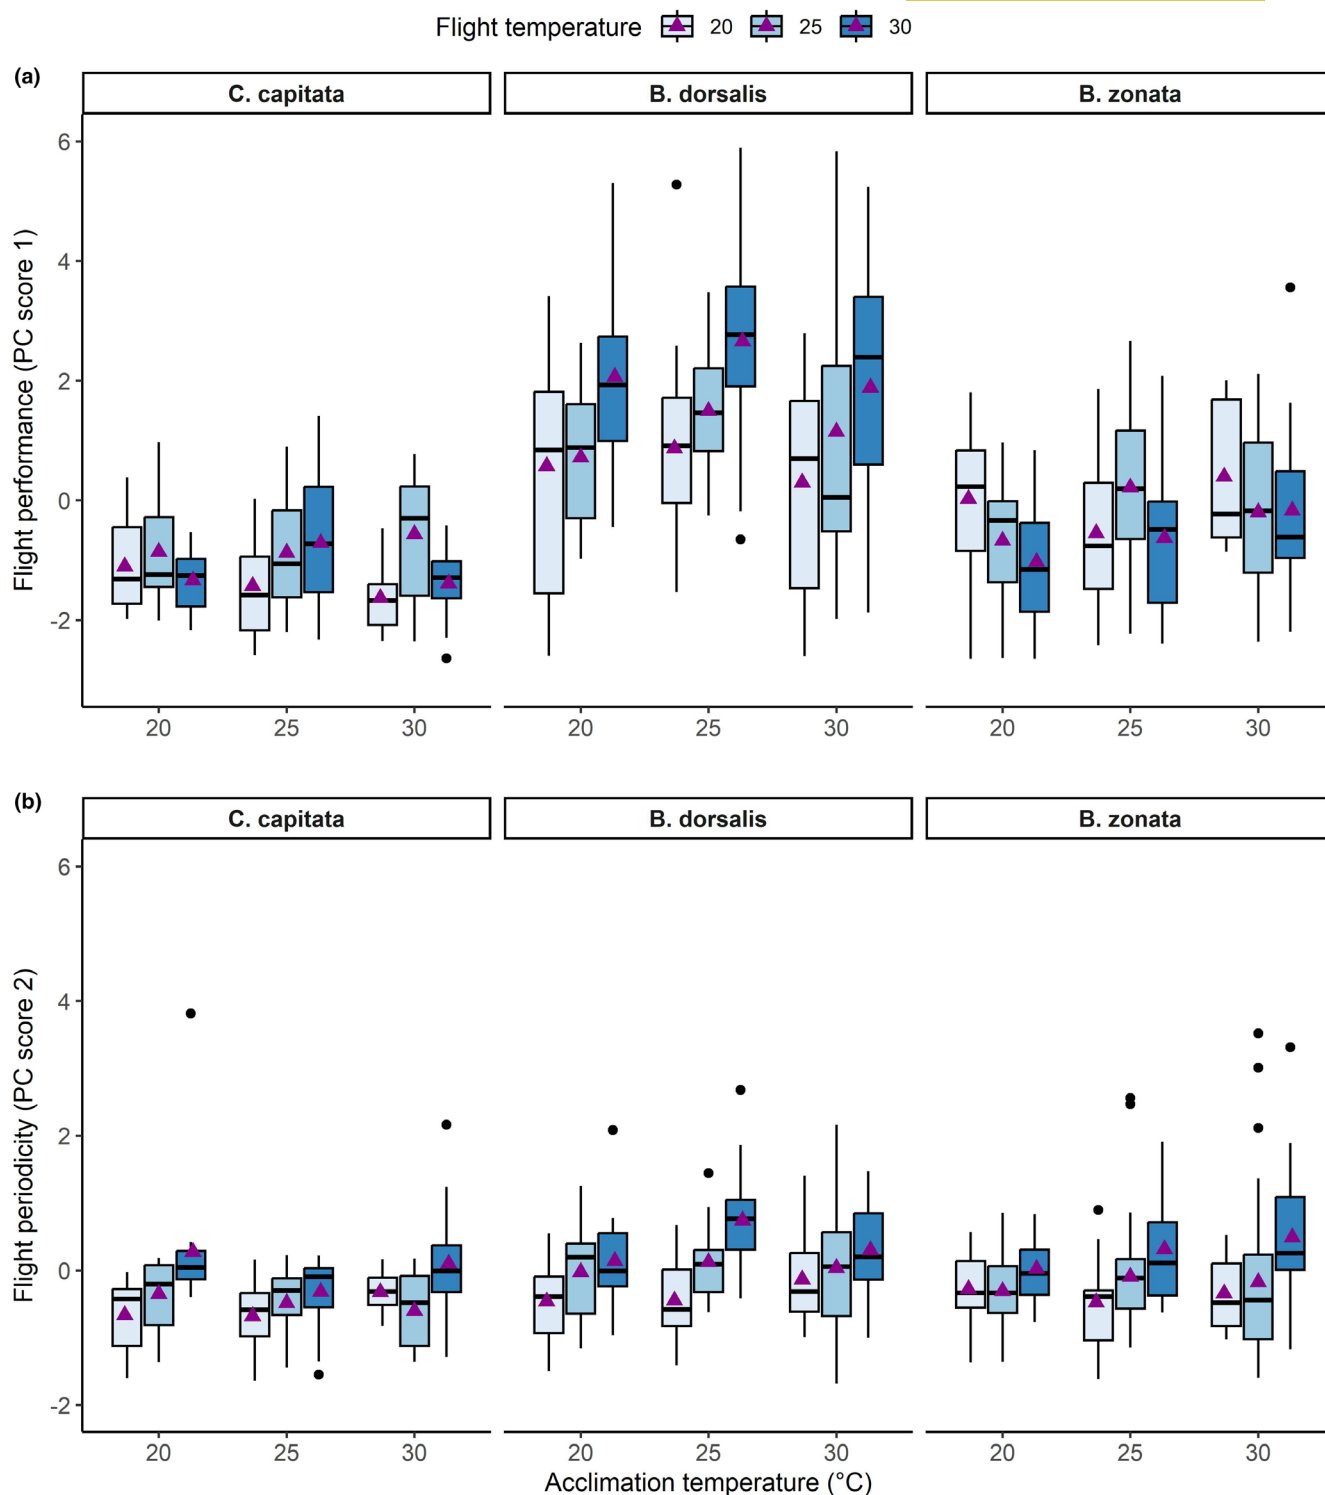 Flight temperature 20 25 30
(a)
C. capitata B. dorsalis B. zonata
Flight performance (PC score 1)
6
4
2
0
-2
20 25 30 20 25 30 20 25 30
(b)
C. capitata B. dorsalis B. zonata
Flight periodicity (PC score 2)
6
4
2
0
-2
20 25 30 20 25 30 20 25 30
Acclimation temperature (°C)